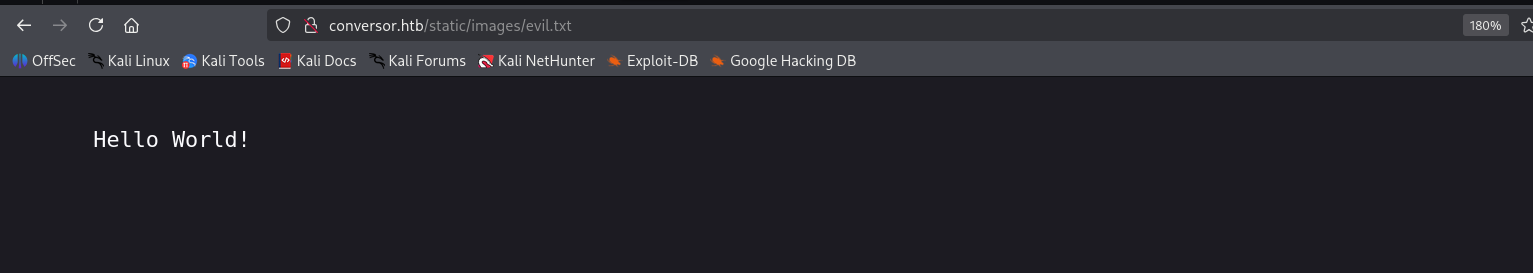 conversor.htb/static/images/evil.txt
180%
OffSec Kali Linux Kali Tools Kali Docs Kali Forums Kali NetHunter Exploit-DB Google Hacking DB
Hello World!